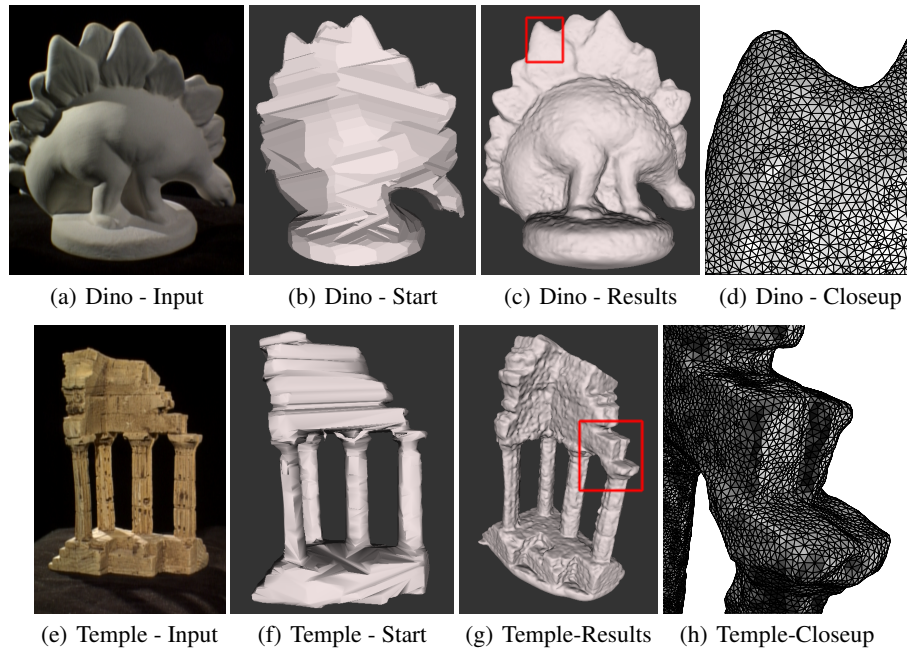 (a) Dino - Input
(b) Dino - Start
(c) Dino - Results
(d) Dino - Closeup
(e) Temple - Input
(f) Temple - Start
(g) Temple-Results
(h) Temple-Closeup